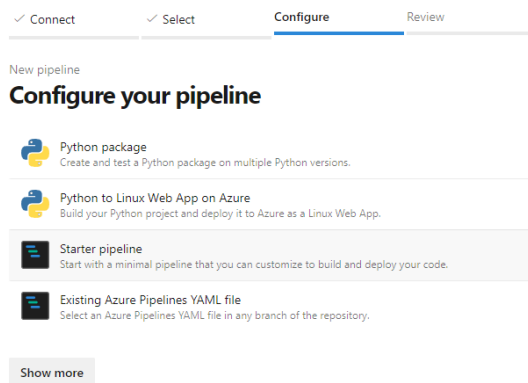 Connect
Select
Configure
Review
New pipeline
Configure your pipeline
Python package
Create and test a Python package on multiple Python versions.
Python to Linux Web App on Azure
Build your Python project and deploy it to Azure as a Linux Web App.
Starter pipeline
Start with a minimal pipeline that you can customize to build and deploy your code.
Existing Azure Pipelines YAML file
Select an Azure Pipelines YAML file in any branch of the repository.
Show more